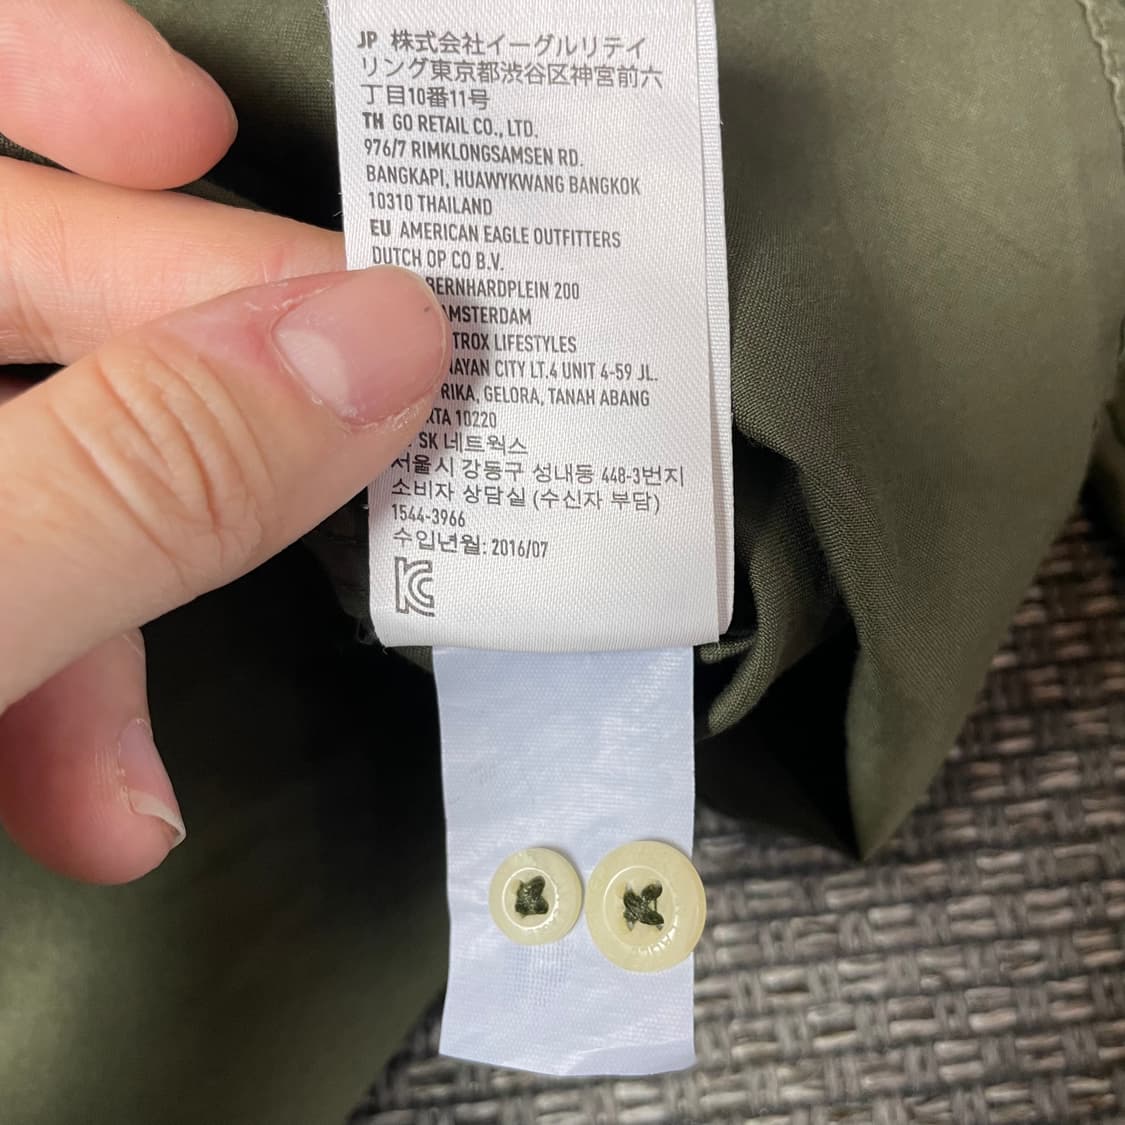 JP 株式会社イーグルリテイ
リング東京都渋谷区神宮前六
丁目10番11号
TH GO RETAIL CO., LTD.
976/7 RIMKLONGSAMSEN RD.
BANGKAPI, HUAWYKWANG BANGKOK
10310 THAILAND
EU AMERICAN EAGLE OUTFITTERS
DUTCH OP CO B.V.
BERNHARDPLEIN 200
AMSTERDAM
TROX LIFESTYLES
NAYAN CITY LT.4 UNIT 4-59 JL.
RIKA, GELORA, TANAH ABANG
RTA 10220
SK 네트웍스
서울시 강동구 성내동 448-3번지
소비자 상담실 (수신자 부담)
1544-3966
수입년월: 2016/07
KC